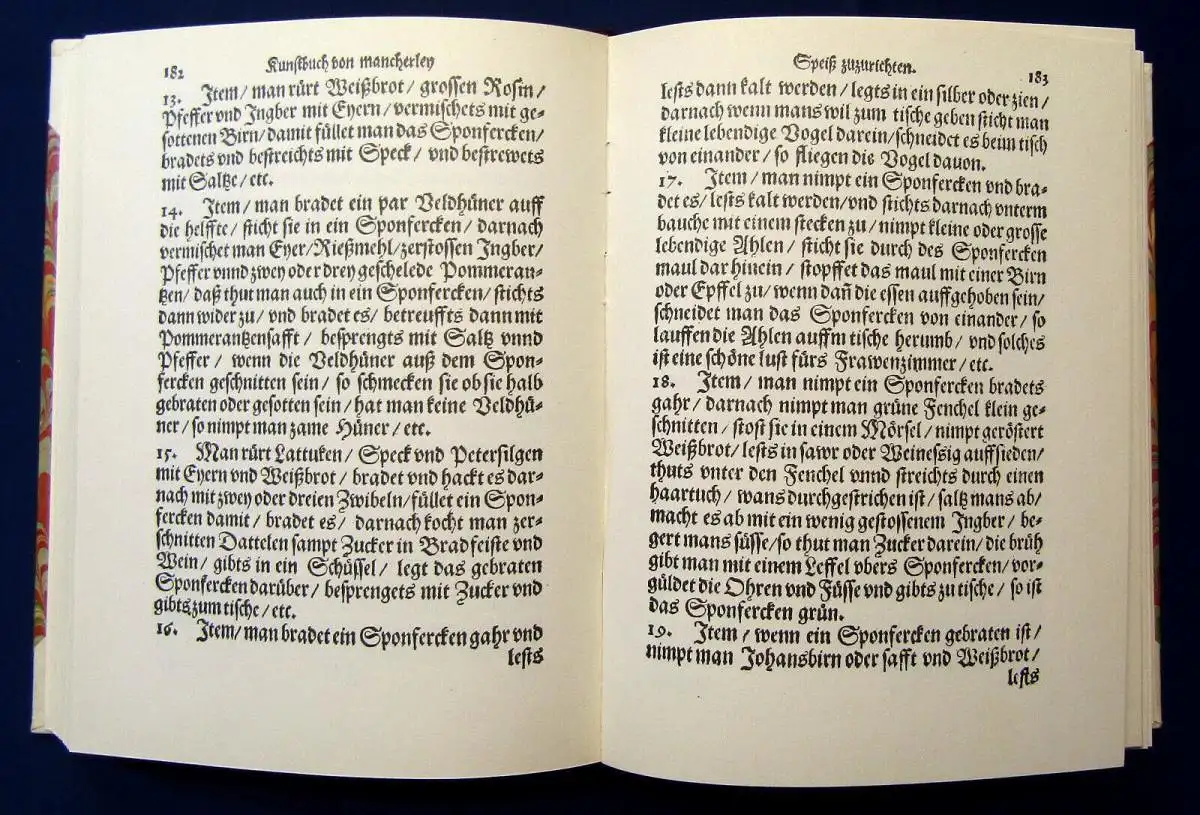 182
Kunstbuch von mancherley
13. Item/ man rürt Weißbrot/ grossen Rosin/
Pfeffer vnd Ingber mit Eyern/ vermischets mit ge-
sottenen Birn/ damit füllet man das Sponfercken/
bradets vnd bestreichts mit Speck/ vnd bestrewets
mit Saltze/ etc.
14. Item/ man bradet ein par Veldhüner auff
die helffte/ sticht sie in ein Sponfercken/ darnach
vermischet man Eyer/ Rießmehl/ zerstossen Ingber/
Pfeffer vnnd zwey oder drey geschelede Pommeran-
tzen/ daß thut man auch in ein Sponfercken/ stichts
dann wider zu/ vnd bradet es/ betreuffts dann mit
Pommerantzensafft/ besprengts mit Saltz vnnd
Pfeffer/ wenn die Veldhüner auß dem Spon-
fercken geschnitten sein/ so schmecken sie ob sie halb
gebraten oder gesotten sein/ hat man keine Veldhü-
ner/ so nimpt man zame Hüner/ etc.
15. Man rürt Lattuken/ Speck vnd Petersilgen
mit Eyern vnd Weißbrot/ bradet vnd hackt es dar-
nach mit zwey oder dreien Zwibeln/ füllet ein Spon-
fercken damit/ bradet es/ darnach kocht man zer-
schnitten Dattelen sampt Zucker in Bradfeiste vnd
Wein/ gibts in ein Schüssel/ legt das gebraten
Sponfercken darüber/ besprengets mit Zucker vnd
gibts zum tische/ etc.
16. Item/ man bradet ein Sponfercken gahr vnd
lests
Speiß zuzurichten.
183
lests dann kalt werden/ legts in ein silber oder zien/
darnach wenn mans wil zum tische geben sticht man
kleine lebendige Vogel darein/ schneidet es beim tisch
von einander/ so fliegen die Vogel dauon.
17. Item/ man nimpt ein Sponfercken vnd bra-
det es/ lests kalt werden/ vnd stichts darnach vnterm
bauche mit einem stecken zu/ nimpt kleine oder grosse
lebendige Ahlen/ sticht sie durch des Sponfercken
maul dar hinein/ stopffet das maul mit einer Birn
oder Epffel zu/ wenn dañ die essen auffgehoben sein/
schneidet man das Sponfercken von einander/ so
lauffen die Ahlen auffm tische herumb/ vnd solches
ist eine schöne lust fürs Frawenzimmer/ etc.
18. Item/ man nimpt ein Sponfercken bradets
gahr/ darnach nimpt man grüne Fenchel klein ge-
schnitten/ stost sie in einem Mörsel/ nimpt geröstert
Weißbrot/ lests in sawr oder Weinessig auffsieden/
thuts vnter den Fenchel vnnd streichts durch einen
haartuch/ wans durchgestrichen ist/ saltz mans ab/
macht es ab mit ein wenig gestossenem Ingber/ be-
gert mans süsse/ so thut man Zucker darein/ die brüh
gibt man mit einem Leffel vbers Sponfercken/ vor-
güldet die Ohren vnd Füsse vnd gibts zu tische/ so ist
das Sponfercken grün.
19. Item/ wenn ein Sponfercken gebraten ist/
nimpt man Johansbirn oder safft vnd Weißbrot/
lests